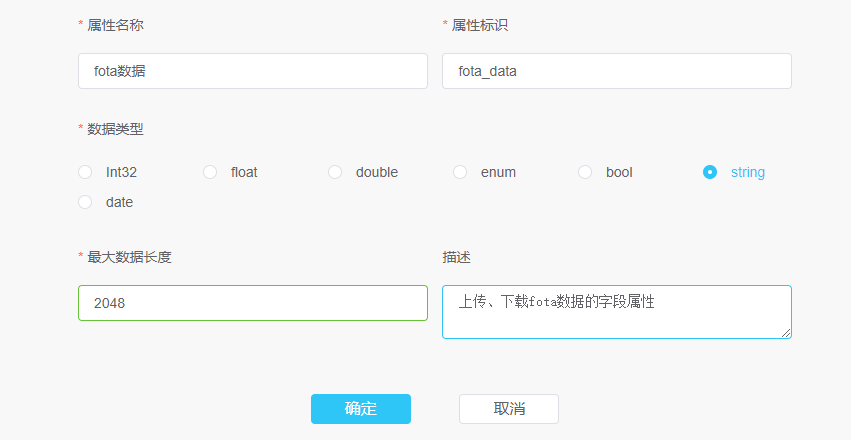 * 属性名称
* 属性标识
fota数据
fota_data
* 数据类型
Int32
float
double
enum
bool
string
date
* 最大数据长度
描述
2048
上传、下载fota数据的字段属性
确定
取消